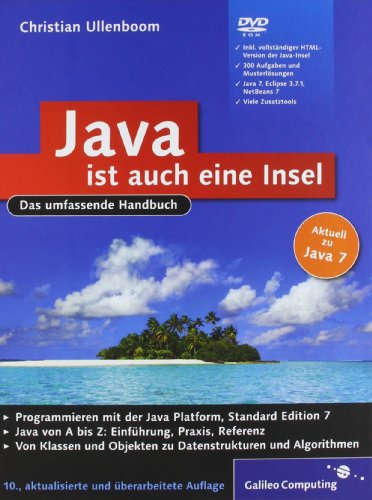 Christian Ullenboom
DVD
ROM
✓ Inkl. vollständiger HTML-
Version der Java-Insel
✓ 300 Aufgaben und
Musterlösungen
✓ Java 7, Eclipse 3.7.1,
NetBeans 7
✓ Viele Zusatztools
Java
ist auch eine Insel
Das umfassende Handbuch
Aktuell
zu
Java 7
Programmieren mit der Java Platform, Standard Edition 7
Java von A bis Z: Einführung, Praxis, Referenz
Von Klassen und Objekten zu Datenstrukturen und Algorithmen
10., aktualisierte und überarbeitete Auflage
Galileo Computing